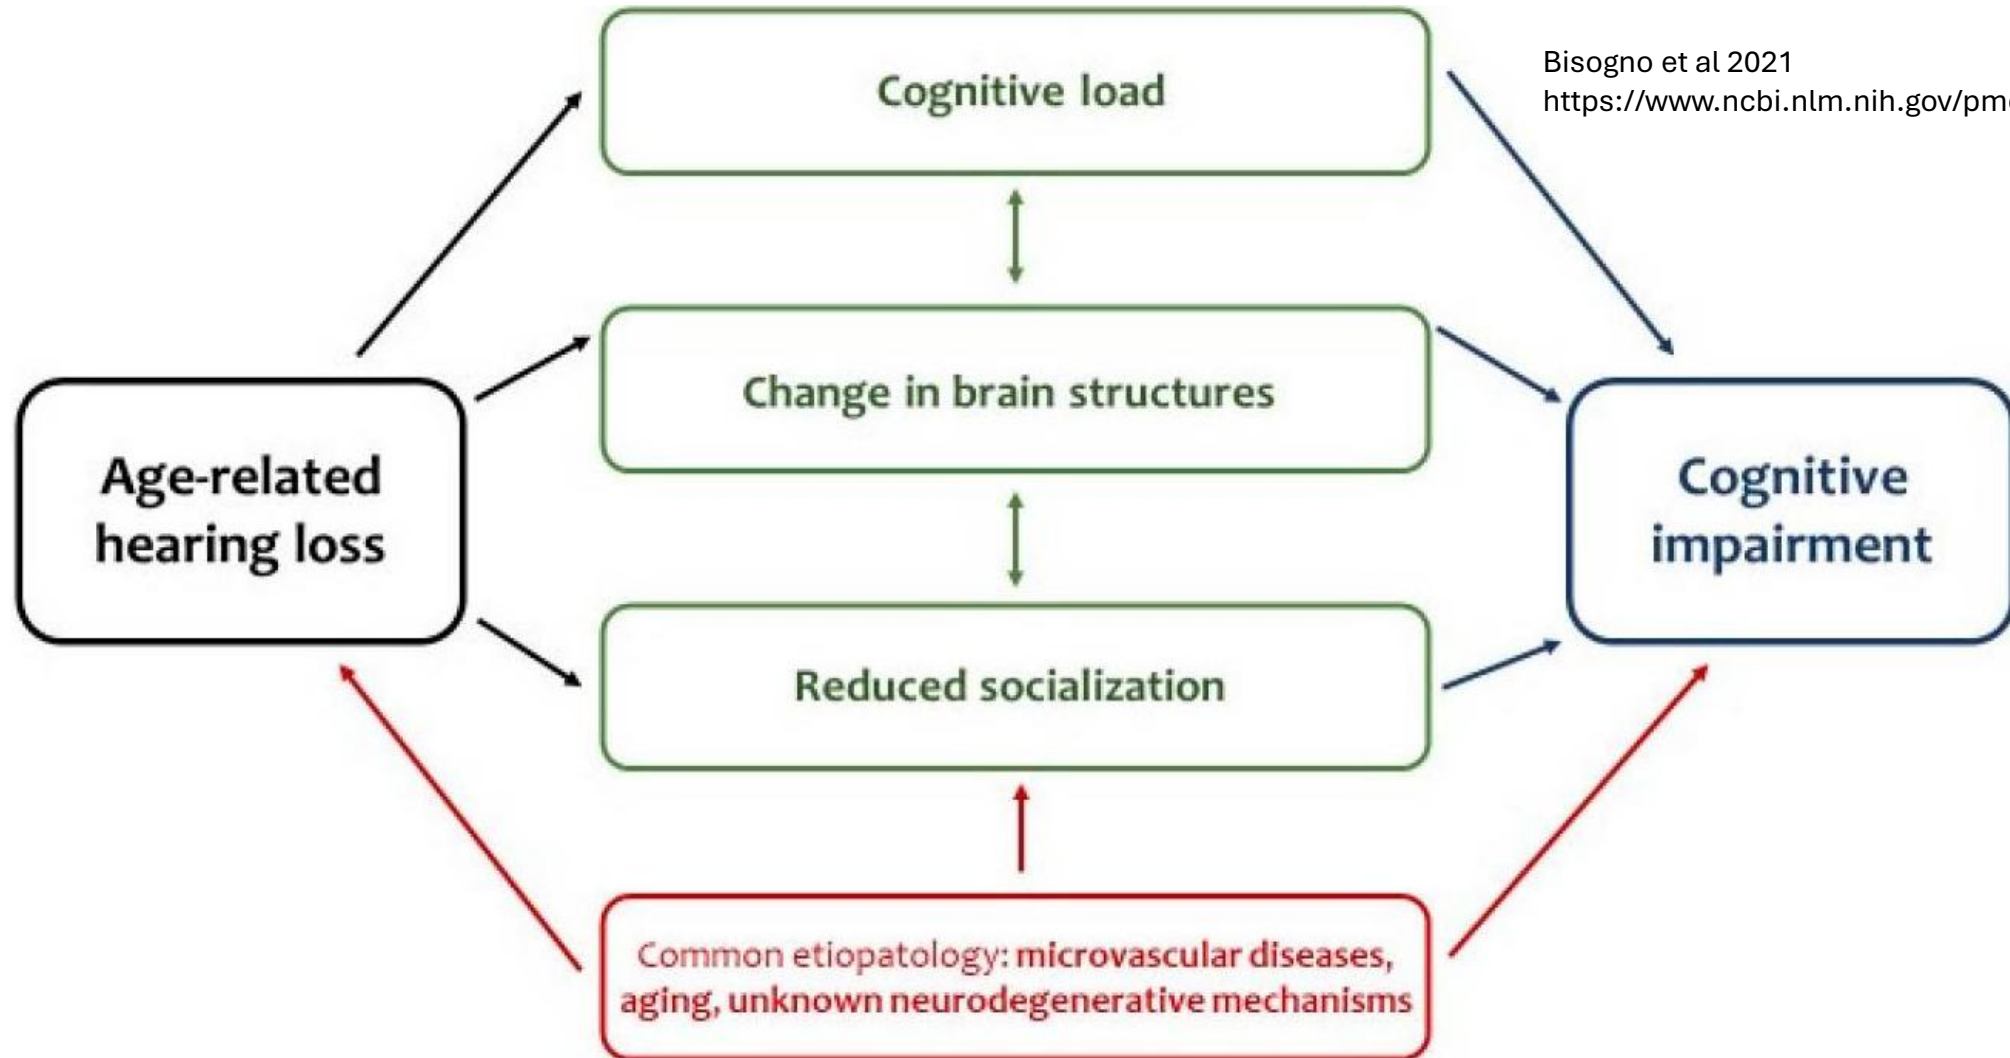 Cognitive load
Bisogno et al 2021
https://www.ncbi.nlm.nih.gov/pm
Change in brain structures
Age-related
hearing loss
Cognitive
impairment
Reduced socialization
Common etiopatology: microvascular diseases,
aging, unknown neurodegenerative mechanisms